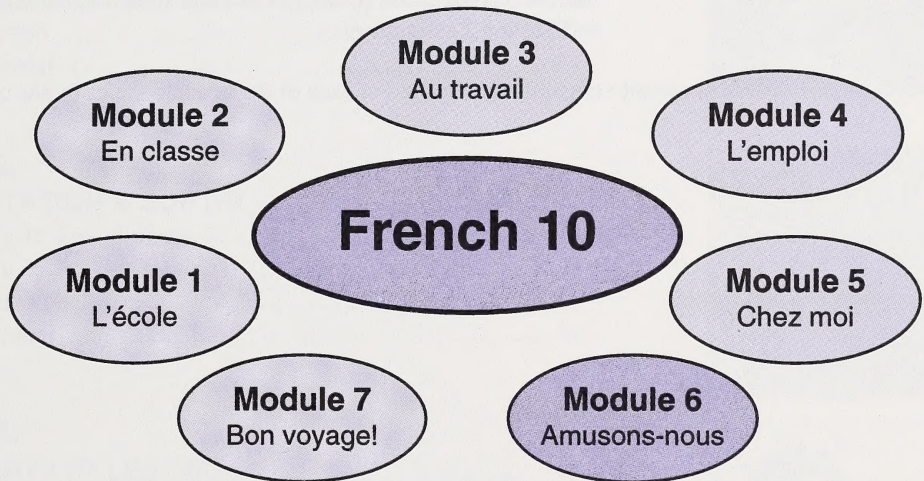 Module 3
Au travail
Module 2
En classe
Module 4
L'emploi
French 10
Module 1
L'école
Module 5
Chez moi
Module 7
Bon voyage!
Module 6
Amusons-nous